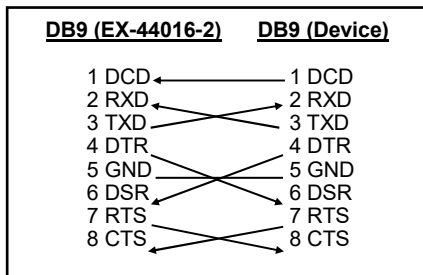 DB9 (EX-44016-2) DB9 (Device)
1 DCD 1 DCD
2 RXD 2 RXD
3 TXD 3 TXD
4 DTR 4 DTR
5 GND 5 GND
6 DSR 6 DSR
7 RTS 7 RTS
8 CTS 8 CTS